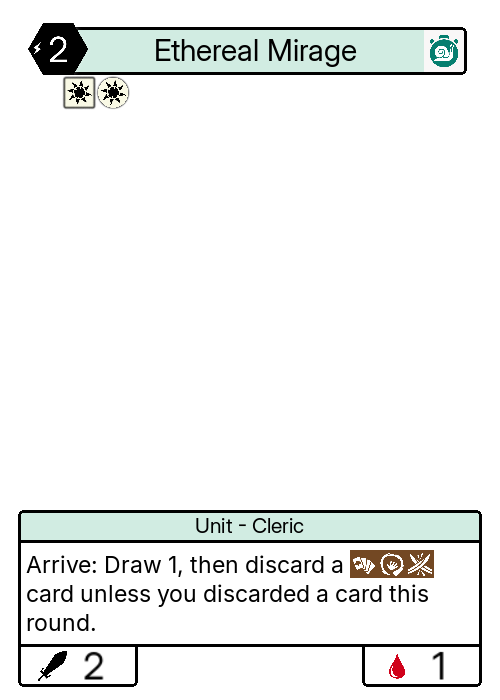 2
Ethereal Mirage
Unit - Cleric
Arrive: Draw 1, then discard a
card unless you discarded a card this
round.
2
1